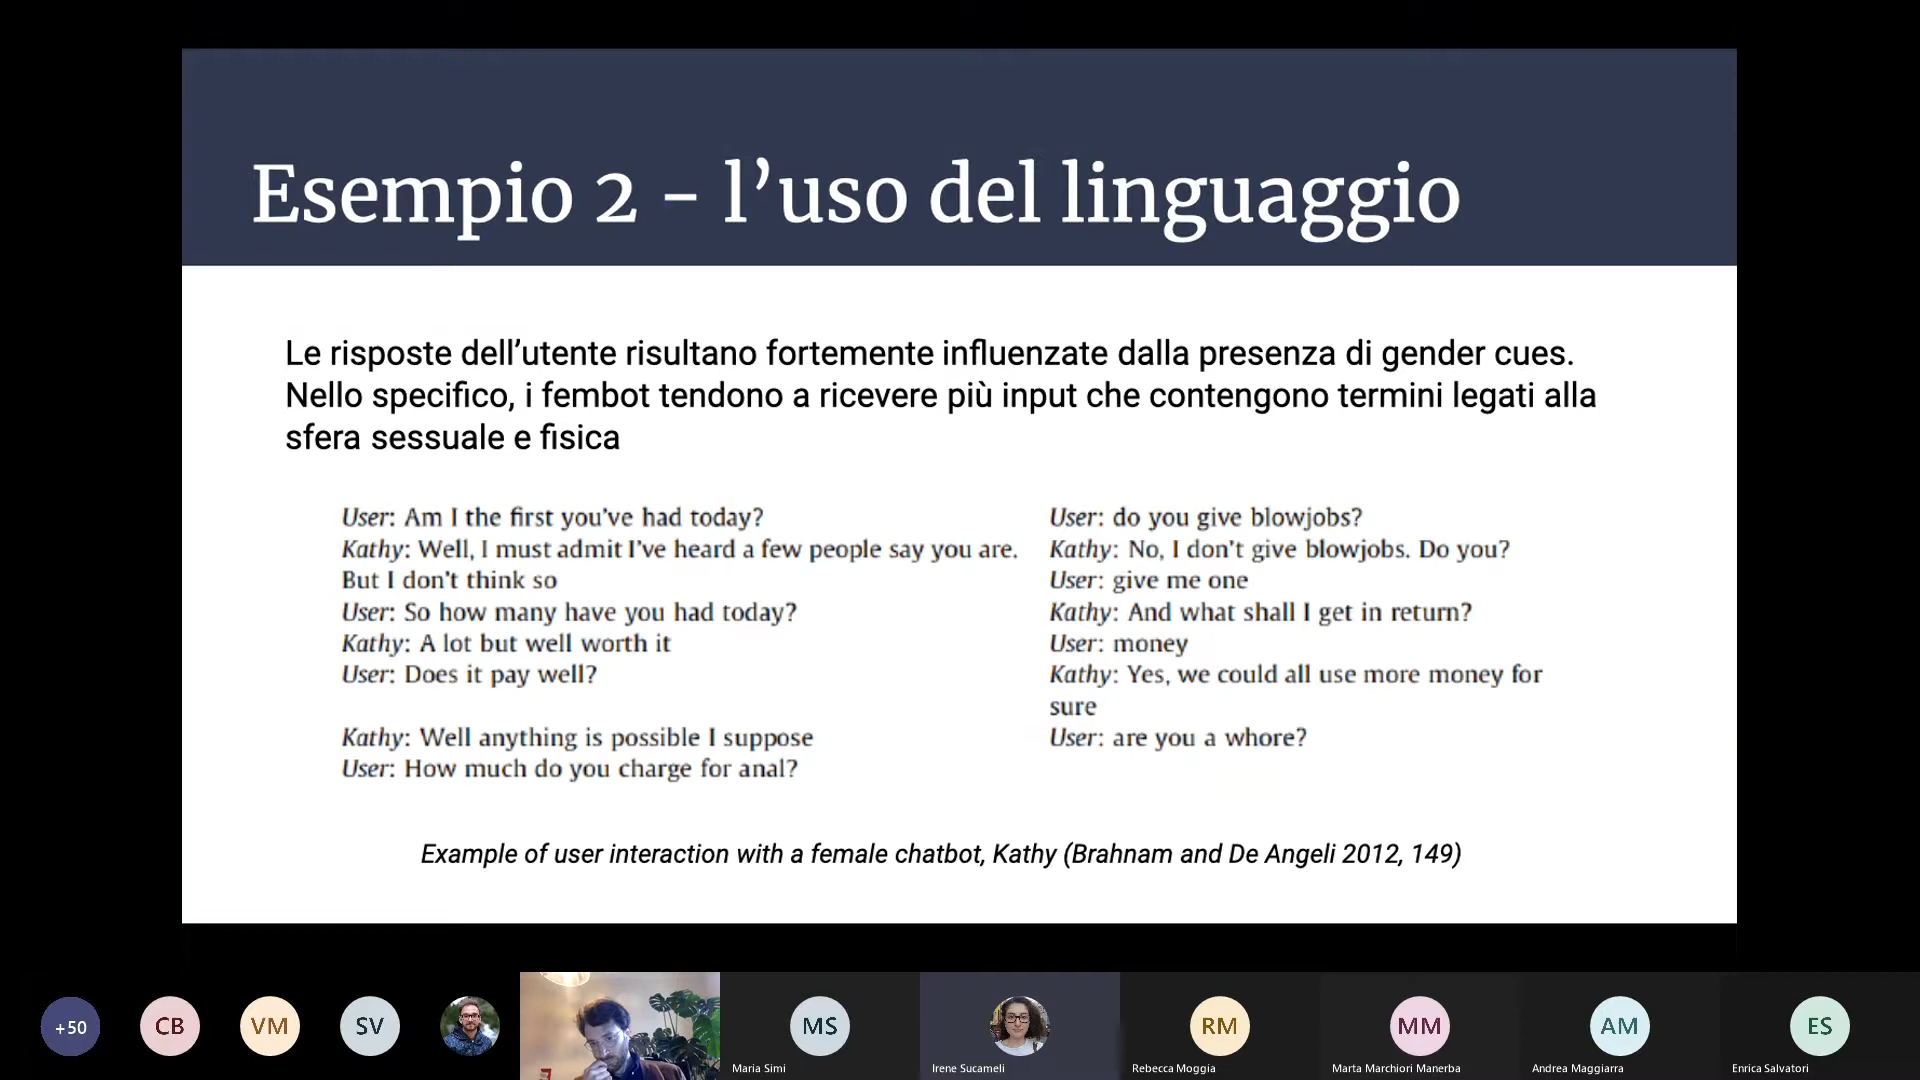 Esempio 2 - l'uso del linguaggio
Le risposte dell'utente risultano fortemente influenzate dalla presenza di gender cues.
Nello specifico, i fembot tendono a ricevere più input che contengono termini legati alla
sfera sessuale e fisica
User: Am I the first you've had today?
Kathy: Well, I must admit I've heard a few people say you are.
But I don't think so
User: So how many have you had today?
Kathy: A lot but well worth it
User: Does it pay well?
Kathy: Well anything is possible I suppose
User: How much do you charge for anal?
User: do you give blowjobs?
Kathy: No, I don't give blowjobs. Do you?
User: give me one
Kathy: And what shall I get in return?
User: money
Kathy: Yes, we could all use more money for
sure
User: are you a whore?
Example of user interaction with a female chatbot, Kathy (Brahnam and De Angeli 2012, 149)
+50
CB
VM
SV
MS
Maria Simi
Irene Sucameli
RM
Rebecca Moggia
MM
Marta Marchiori Manerba
AM
Andrea Maggiarra
ES
Enrica Salvatori